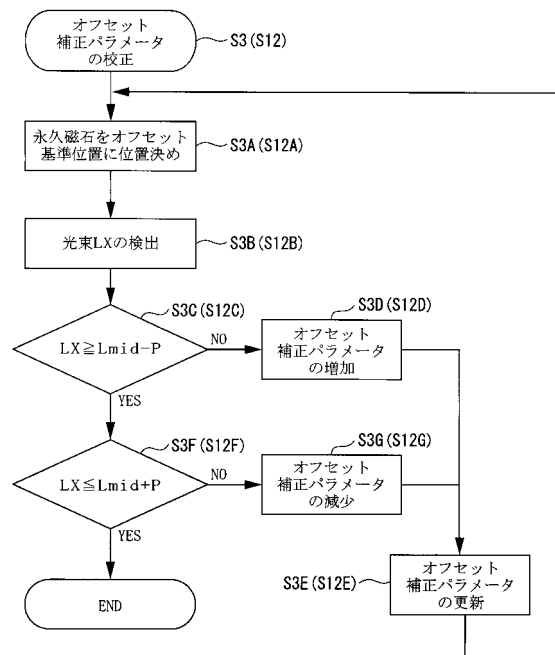 オフセット
補正パラメータ
の校正
S3(S12)
永久磁石をオフセット
基準位置に位置決め
S3A(S12A)
光束LXの検出
S3B(S12B)
S3C(S12C)
LX≧Lmid−P
NO
YES
S3D(S12D)
オフセット
補正パラメータ
の増加
S3F(S12F)
LX≦Lmid+P
NO
YES
S3G(S12G)
オフセット
補正パラメータ
の減少
END
S3E(S12E)
オフセット
補正パラメータ
の更新